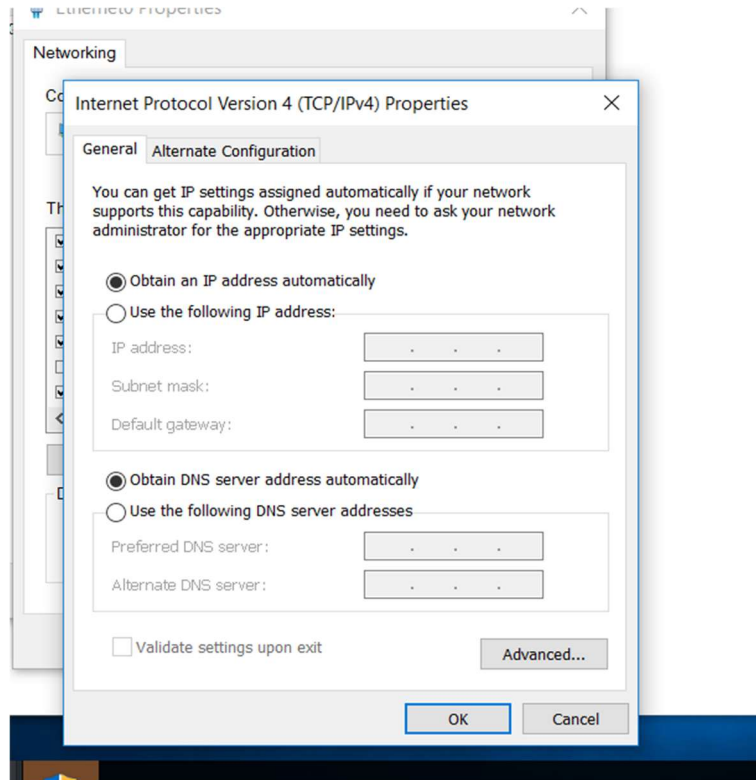 Ethernet0 Properties
Networking
Internet Protocol Version 4 (TCP/IPv4) Properties
General
Alternate Configuration
You can get IP settings assigned automatically if your network
supports this capability. Otherwise, you need to ask your network
administrator for the appropriate IP settings.
Obtain an IP address automatically
Use the following IP address:
IP address:
Subnet mask:
Default gateway:
Obtain DNS server address automatically
Use the following DNS server addresses
Preferred DNS server:
Alternate DNS server:
Validate settings upon exit
Advanced...
OK
Cancel